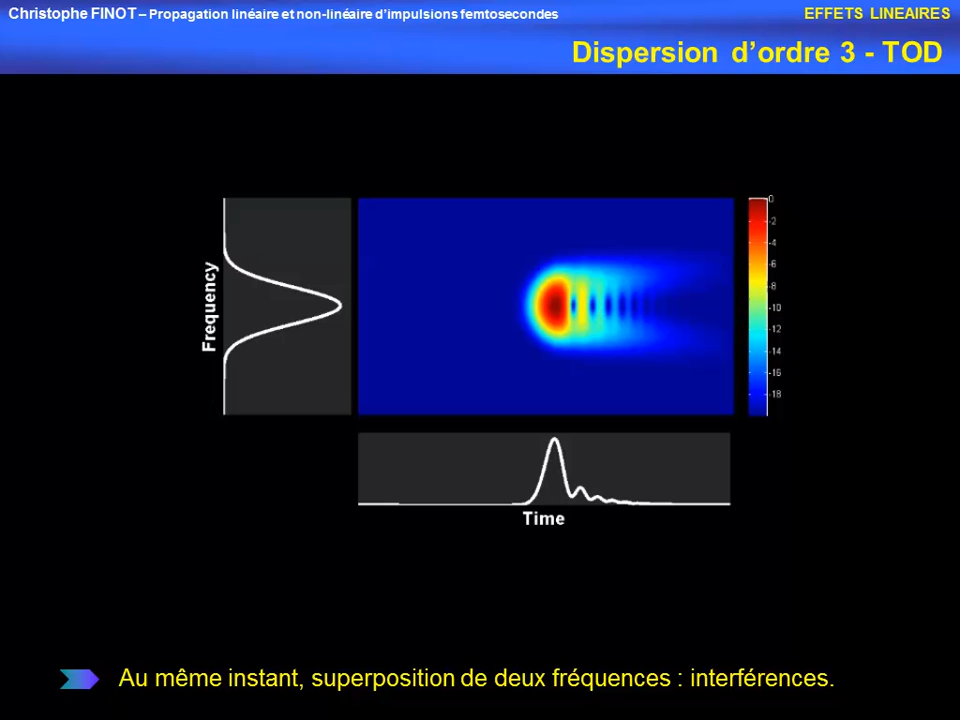 Christophe FINOT – Propagation linéaire et non-linéaire d'impulsions femtosecondes
EFFETS LINEAIRES
Dispersion d'ordre 3 - TOD
Frequency
0
-2
-4
-6
-8
-10
-12
-14
-16
-18
Time
Au même instant, superposition de deux fréquences : interférences.